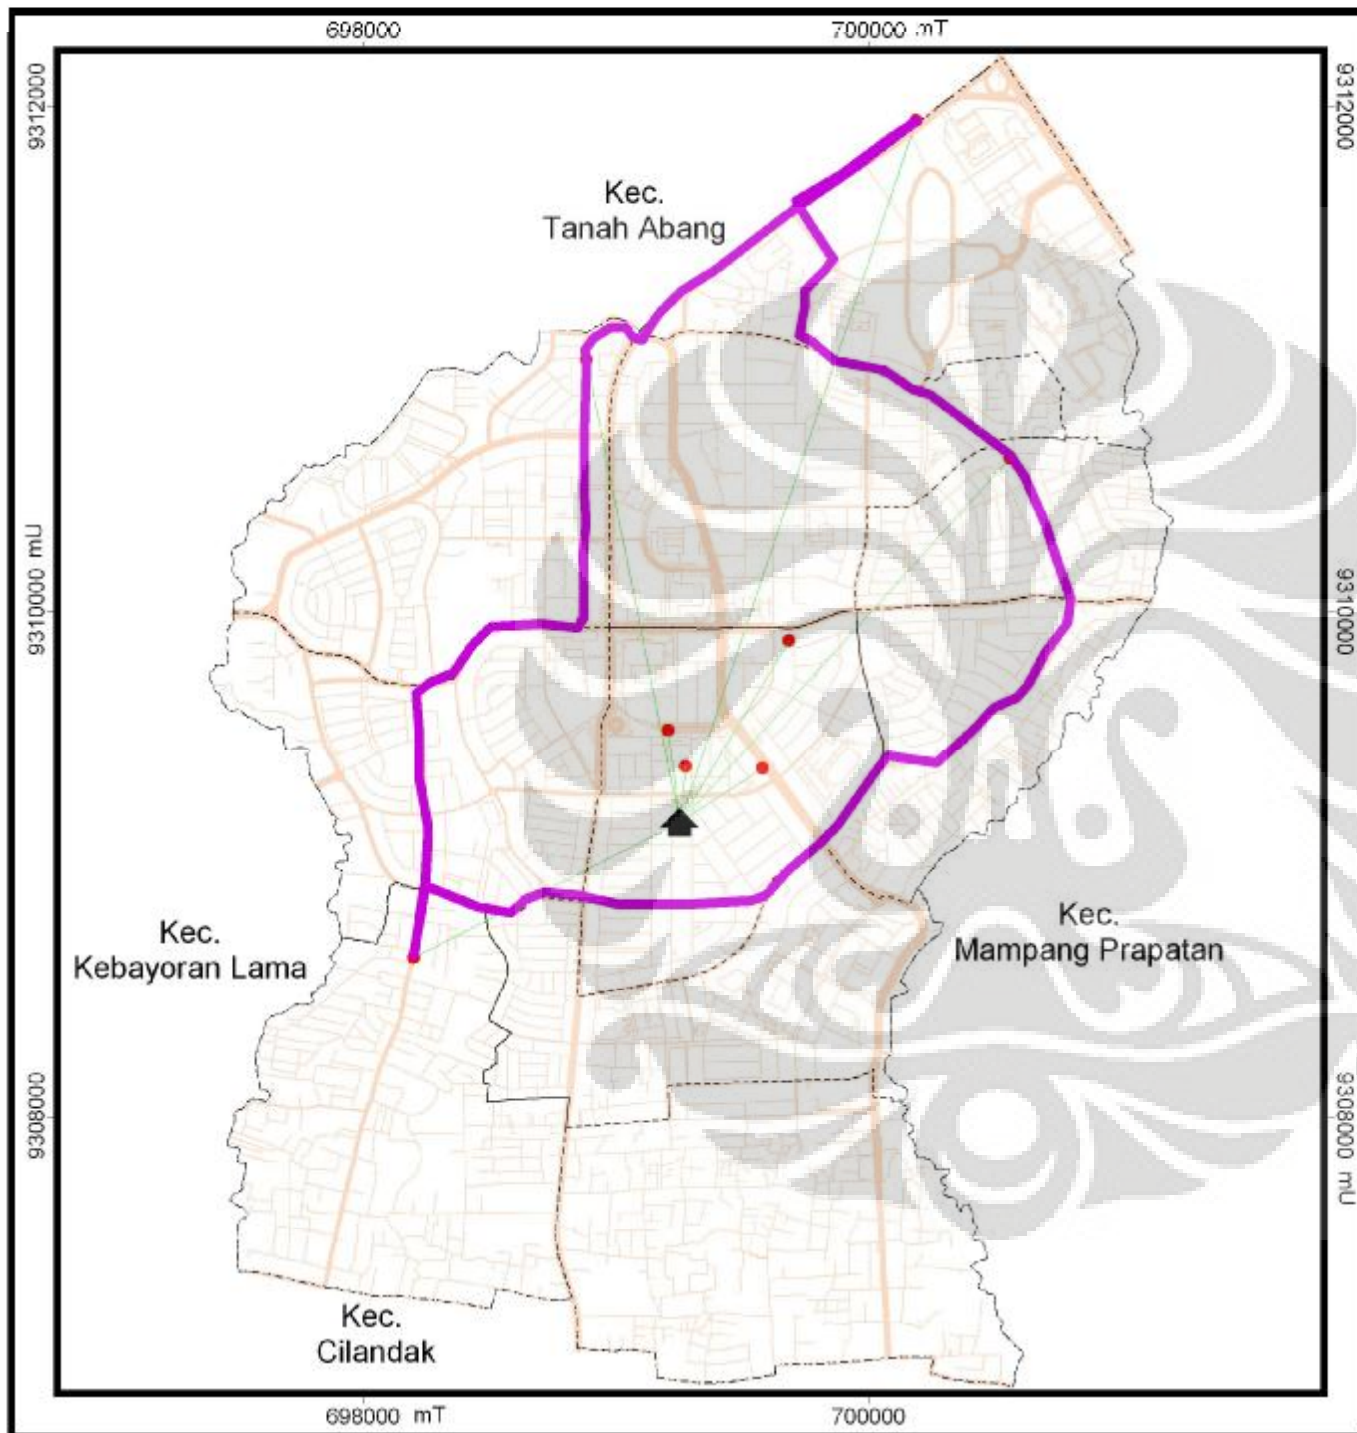 698000
700000 mT
9312000
9312000
Kec.
Tanah Abang
9310000 mU
9310000
Kec.
Kebayoran Lama
Kec.
Mampang Prapatan
9308000
9308000 mU
Kec.
Cilandak
698000 mT
700000